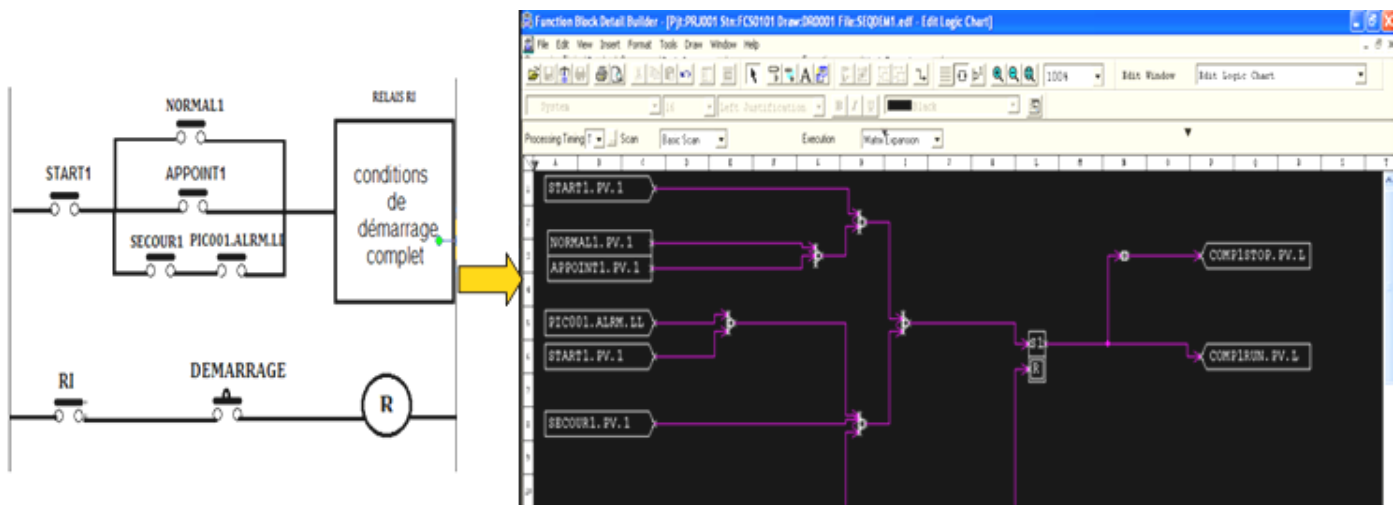 NORMAL1
RELAIS RI
START1
APPOINT1
SECOUR1 PIC001.ALRM.LL
conditions
de
démarrage
complet
RI
DEMARRAGE
R
Function Block Detail Builder - [Pjt:PRJ001 Stn:FCS0101 Draw:DR0001 File:SEQDEM1.edf - Edit Logic Chart]
File Edit View Insert Format Tools Draw Window Help
100% Edit Window Edit Logic Chart
System 16 Left Justification B I U Black
Processing Timing T Scan Basic Scan Execution Matrix Expansion
START1.PV.1
NORMAL1.PV.1
APPOINT1.PV.1
PIC001.ALRM.LL
START1.PV.1
SECOUR1.PV.1
S1
R
COMP1STOP.PV.L
COMP1RUN.PV.L